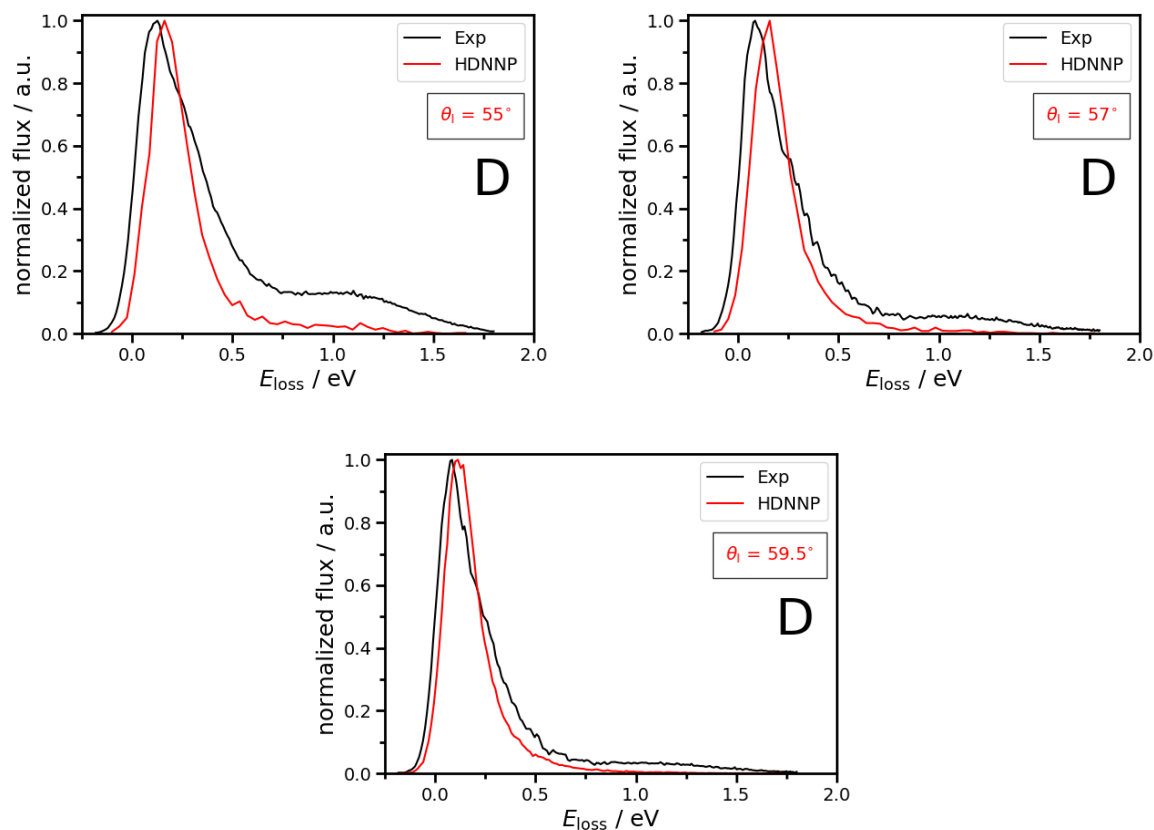 1.0
0.8
0.6
0.4
0.2
0.0
normalized flux / a.u.
Exp
HDNNP
θI = 55°
D
0.0 0.5 1.0 1.5 2.0
Eloss / eV
1.0
0.8
0.6
0.4
0.2
0.0
normalized flux / a.u.
Exp
HDNNP
θI = 57°
D
0.0 0.5 1.0 1.5 2.0
Eloss / eV
1.0
0.8
0.6
0.4
0.2
0.0
normalized flux / a.u.
Exp
HDNNP
θI = 59.5°
D
0.0 0.5 1.0 1.5 2.0
Eloss / eV